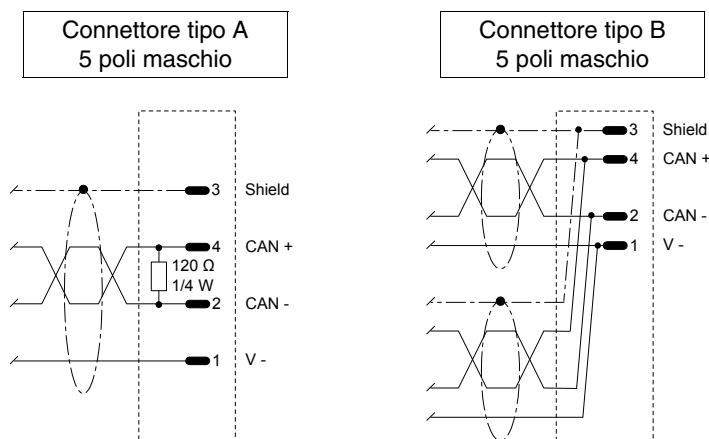 Connettore tipo A
5 poli maschio
3 Shield
4 CAN +
120 Ω
1/4 W
2 CAN -
1 V -
Connettore tipo B
5 poli maschio
3 Shield
4 CAN +
2 CAN -
1 V -